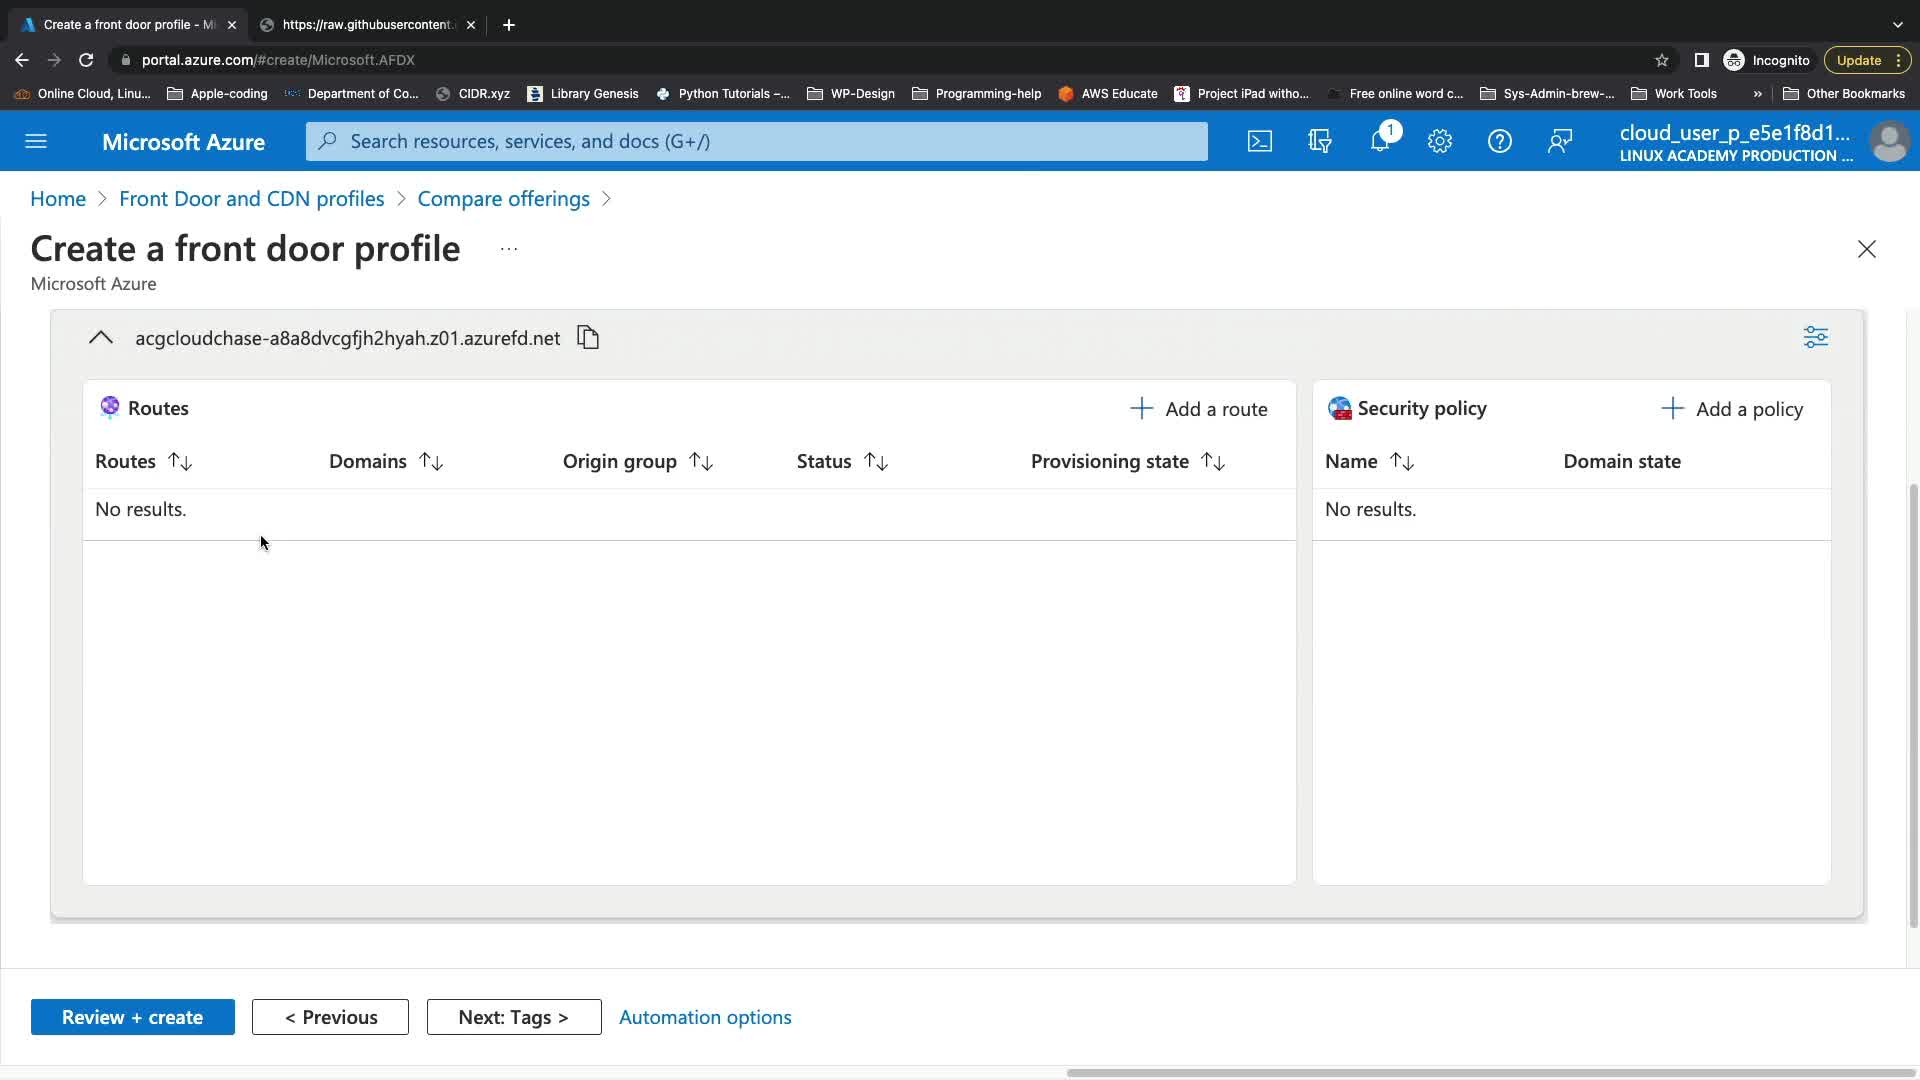 Create a front door profile - Mi
https://raw.githubusercontent.
portal.azure.com/#create/Microsoft.AFDX
Incognito
Update
Online Cloud, Linu...
Apple-coding
Department of Co...
CIDR.xyz
Library Genesis
Python Tutorials –...
WP-Design
Programming-help
AWS Educate
Project iPad witho...
Free online word c...
Sys-Admin-brew-...
Work Tools
»
Other Bookmarks
Microsoft Azure
Search resources, services, and docs (G+/)
1
cloud_user_p_e5e1f8d1...
LINUX ACADEMY PRODUCTION ...
Home > Front Door and CDN profiles > Compare offerings >
Create a front door profile ...
Microsoft Azure
acgcloudchase-a8a8dvcgfjh2hyah.z01.azurefd.net
Routes
Add a route
Routes
Domains
Origin group
Status
Provisioning state
No results.
Security policy
Add a policy
Name
Domain state
No results.
Review + create
< Previous
Next: Tags >
Automation options